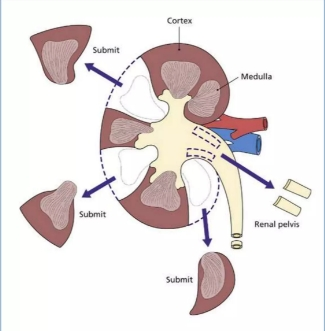 Cortex
Submit
Medulla
Submit
Renal pelvis
Submit